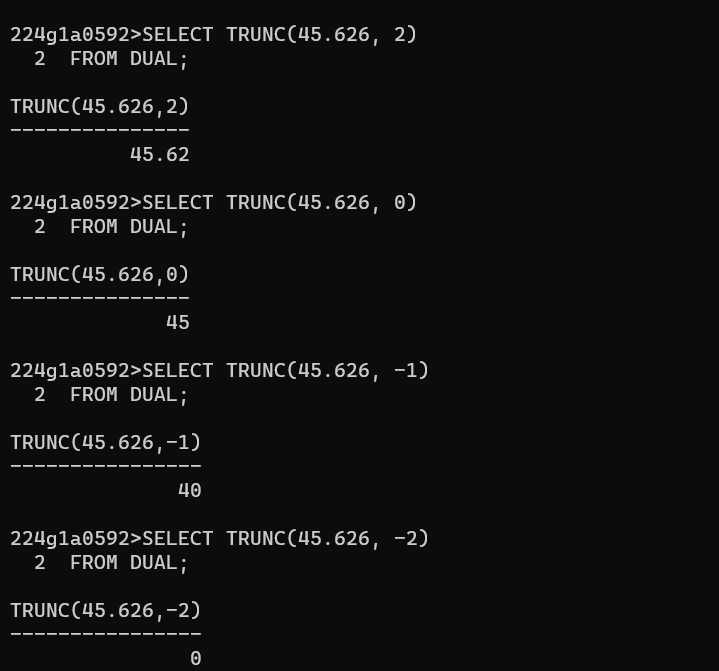 224g1a0592>SELECT TRUNC(45.626, 2)
  2  FROM DUAL;
TRUNC(45.626,2)
---------------
          45.62
224g1a0592>SELECT TRUNC(45.626, 0)
  2  FROM DUAL;
TRUNC(45.626,0)
---------------
             45
224g1a0592>SELECT TRUNC(45.626, -1)
  2  FROM DUAL;
TRUNC(45.626,-1)
----------------
              40
224g1a0592>SELECT TRUNC(45.626, -2)
  2  FROM DUAL;
TRUNC(45.626,-2)
----------------
               0